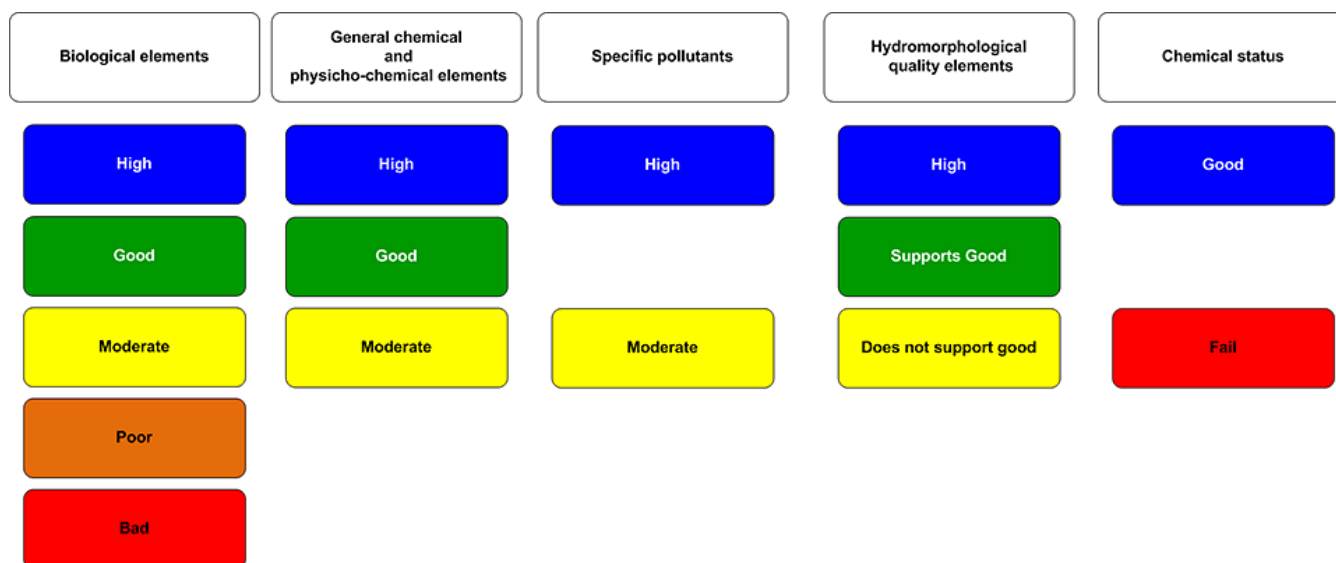 Biological elements
General chemical
and
physicho-chemical elements
Specific pollutants
Hydromorphological
quality elements
Chemical status
High
High
High
High
Good
Good
Good
Supports Good
Moderate
Moderate
Moderate
Does not support good
Fail
Poor
Bad